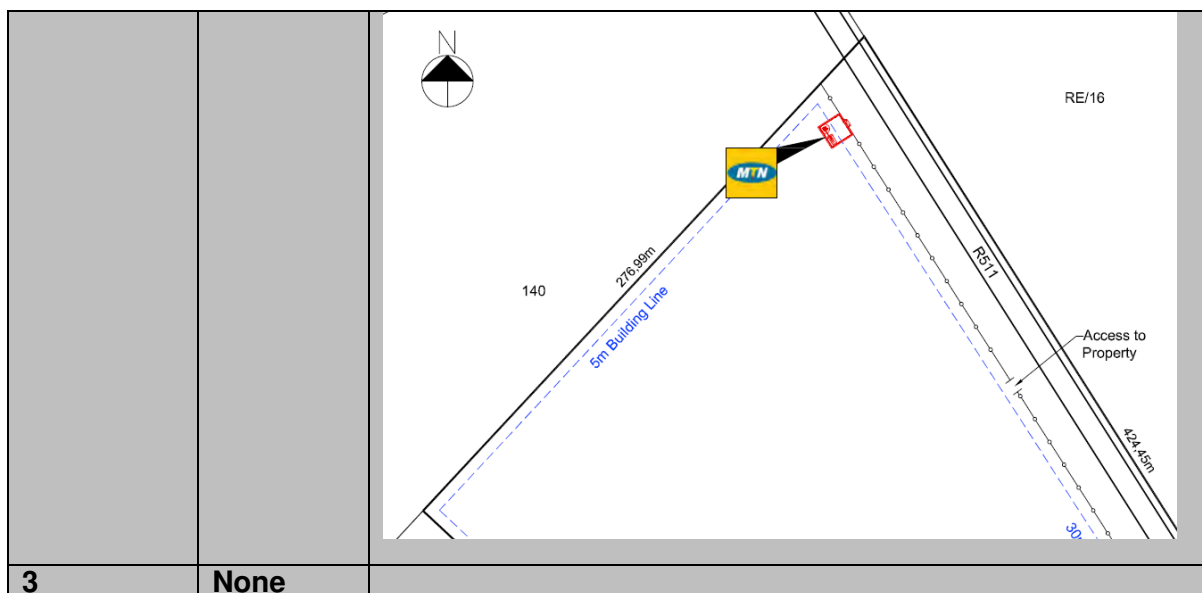 N
RE/16
MTN
R511
276,99m
140
5m Building Line
Access to
Property
424,45m
3 None